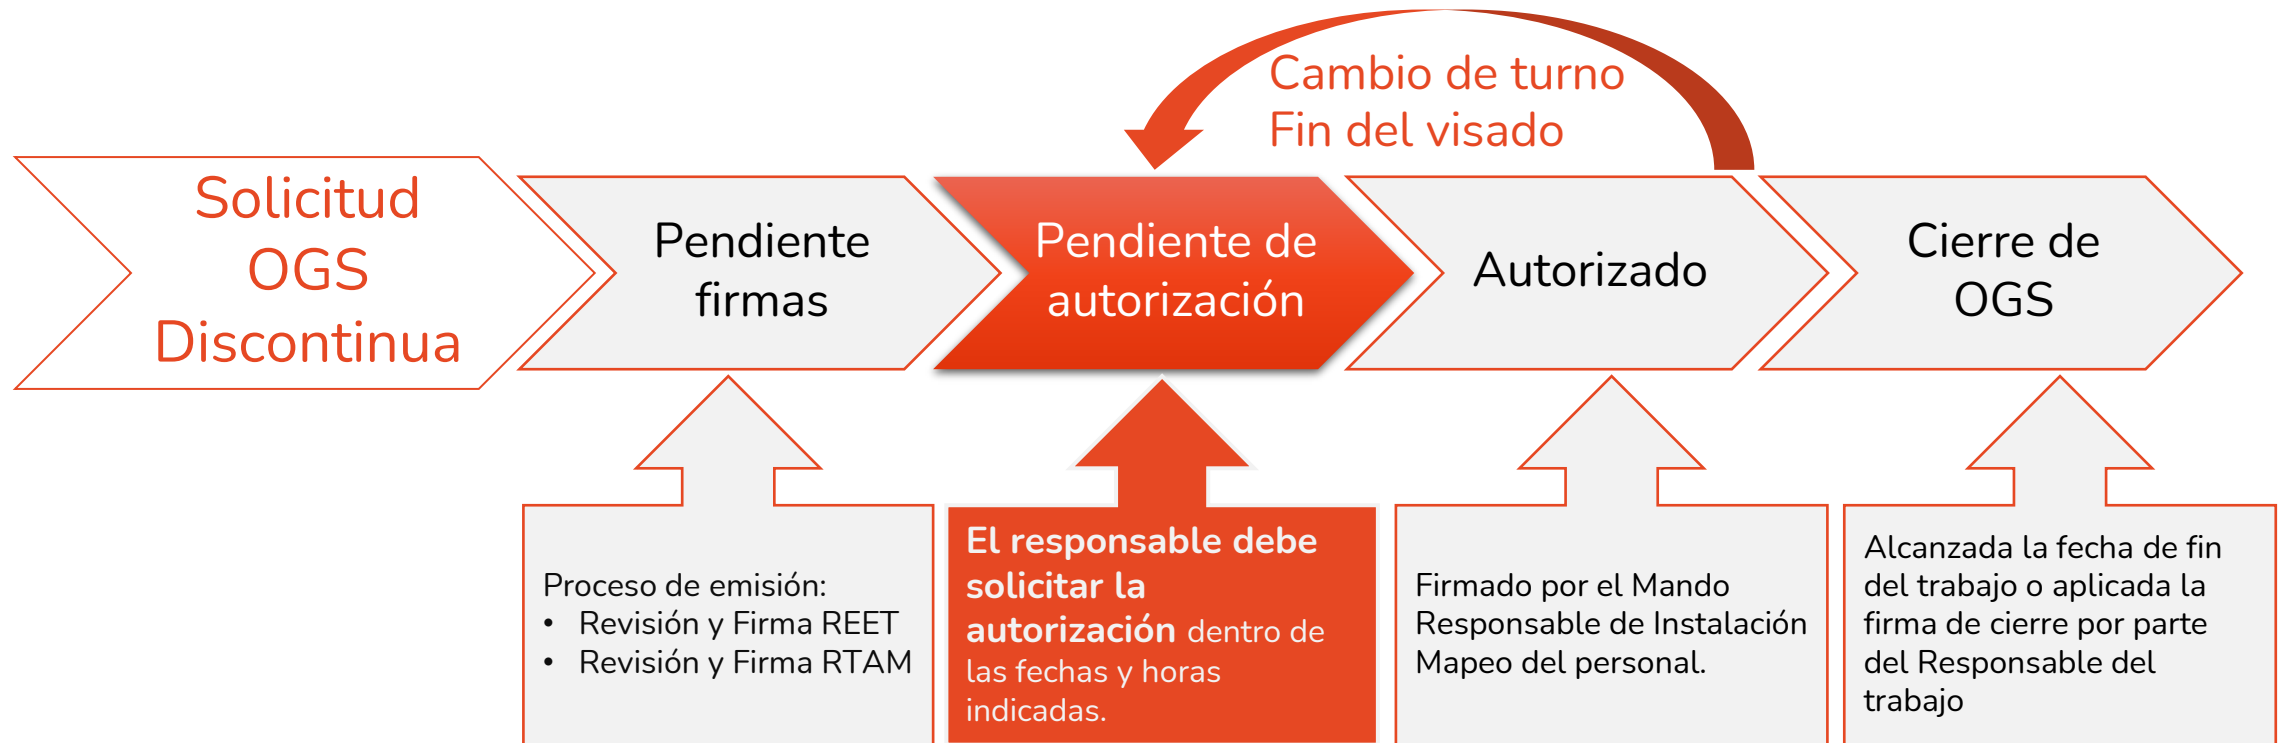 Cambio de turno
Fin del visado
Solicitud
OGS
Discontinua
Pendiente
firmas
Pendiente de
autorización
Autorizado
Cierre de
OGS
Proceso de emisión:
• Revisión y Firma REET
• Revisión y Firma RTAM
El responsable debe
solicitar la
autorización dentro de
las fechas y horas
indicadas.
Firmado por el Mando
Responsable de Instalación
Mapeo del personal.
Alcanzada la fecha de fin
del trabajo o aplicada la
firma de cierre por parte
del Responsable del
trabajo